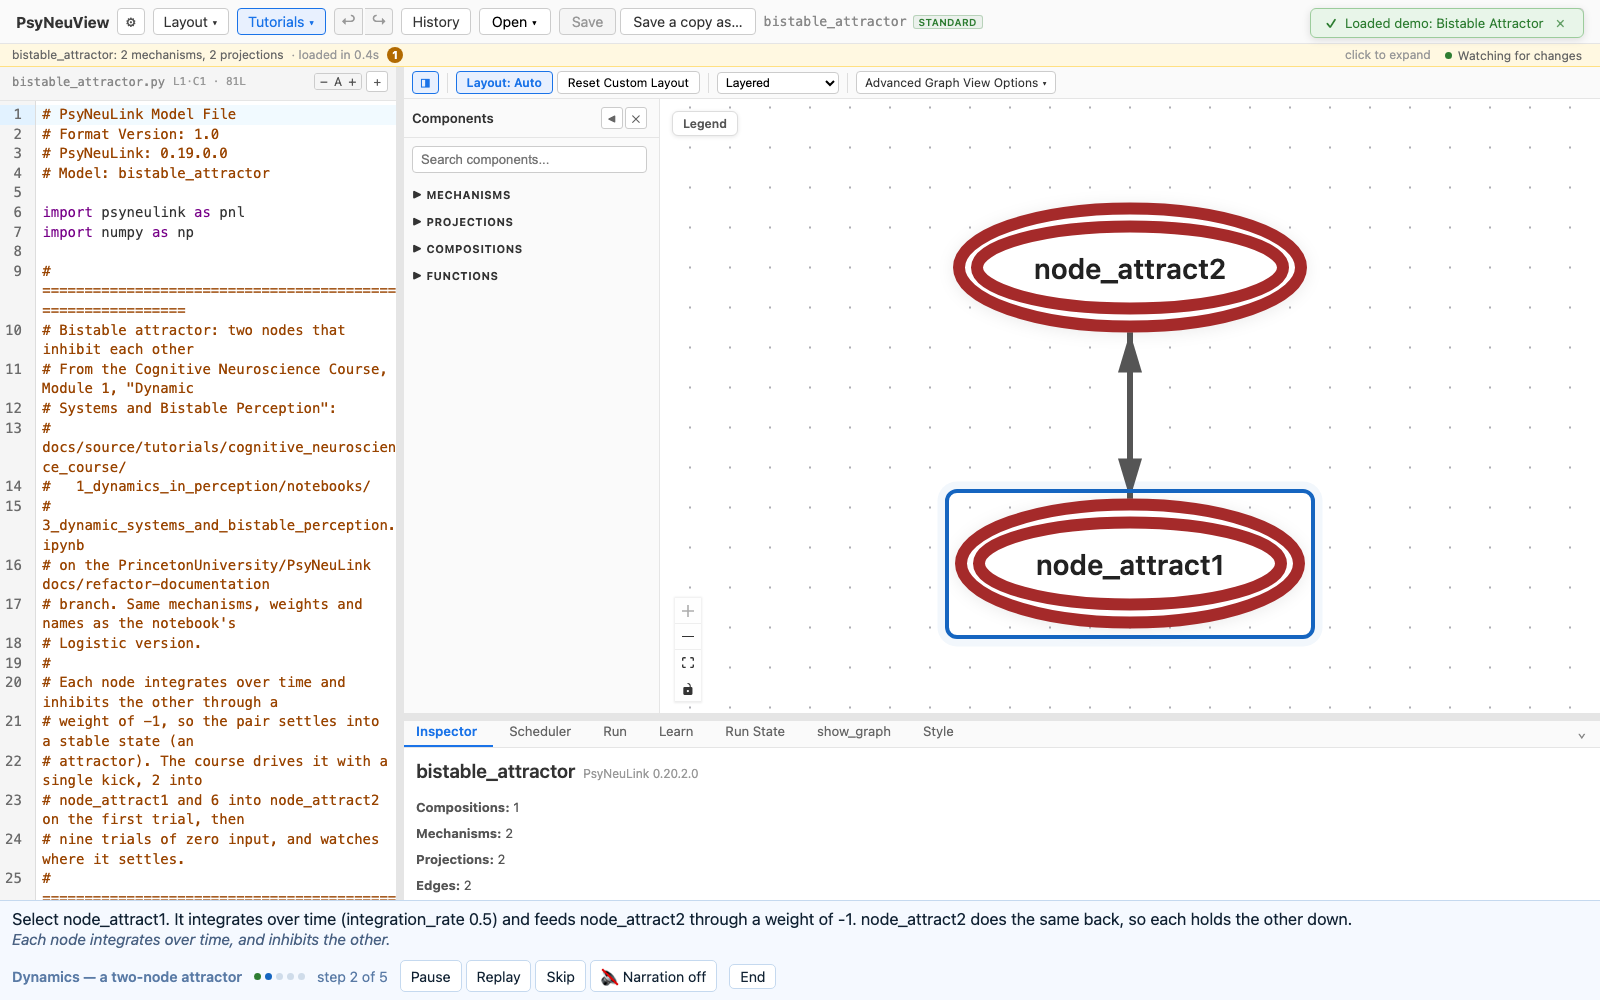 PsyNeuView ⚙ Layout ▾ Tutorials ▾ ↩ ↪ History Open ▾ Save Save a copy as... bistable_attractor STANDARD
✓ Loaded demo: Bistable Attractor ×
bistable_attractor: 2 mechanisms, 2 projections · loaded in 0.4s 1
click to expand ● Watching for changes
bistable_attractor.py L1:C1 · 81L − A + +
1 # PsyNeuLink Model File
2 # Format Version: 1.0
3 # PsyNeuLink: 0.19.0.0
4 # Model: bistable_attractor
5
6 import psyneulink as pnl
7 import numpy as np
8
9 #
==========================================
=================
10 # Bistable attractor: two nodes that
inhibit each other
11 # From the Cognitive Neuroscience Course,
Module 1, "Dynamic
12 # Systems and Bistable Perception":
13 #
docs/source/tutorials/cognitive_neuroscien
ce_course/
14 #   1_dynamics_in_perception/notebooks/
15 #
3_dynamic_systems_and_bistable_perception.
ipynb
16 # on the PrincetonUniversity/PsyNeuLink
docs/refactor-documentation
17 # branch. Same mechanisms, weights and
names as the notebook's
18 # Logistic version.
19 #
20 # Each node integrates over time and
inhibits the other through a
21 # weight of -1, so the pair settles into
a stable state (an
22 # attractor). The course drives it with a
single kick, 2 into
23 # node_attract1 and 6 into node_attract2
on the first trial, then
24 # nine trials of zero input, and watches
where it settles.
25 #
==========================================
Layout: Auto Reset Custom Layout Layered Advanced Graph View Options ▾
Components ◀ ×
Search components...
▶ MECHANISMS
▶ PROJECTIONS
▶ COMPOSITIONS
▶ FUNCTIONS
Legend
node_attract2
node_attract1
Inspector Scheduler Run Learn Run State show_graph Style
bistable_attractor PsyNeuLink 0.20.2.0
Compositions: 1
Mechanisms: 2
Projections: 2
Edges: 2
Select node_attract1. It integrates over time (integration_rate 0.5) and feeds node_attract2 through a weight of -1. node_attract2 does the same back, so each holds the other down.
Each node integrates over time, and inhibits the other.
Dynamics — a two-node attractor step 2 of 5 Pause Replay Skip Narration off End